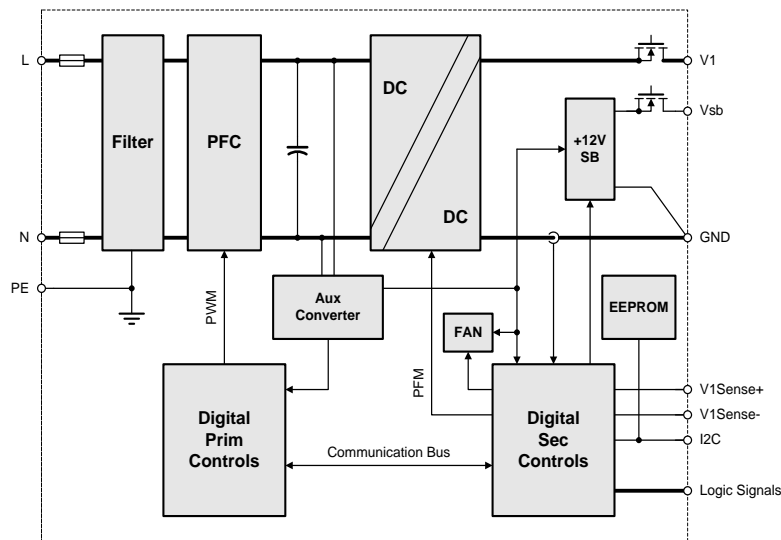 L
V1
DC
Vsb
Filter
PFC
+12V
SB
DC
N
GND
PE
PWM
Aux
Converter
EEPROM
FAN
PFM
V1Sense+
Digital
Prim
Controls
Digital
Sec
Controls
V1Sense-
I2C
Communication Bus
Logic Signals